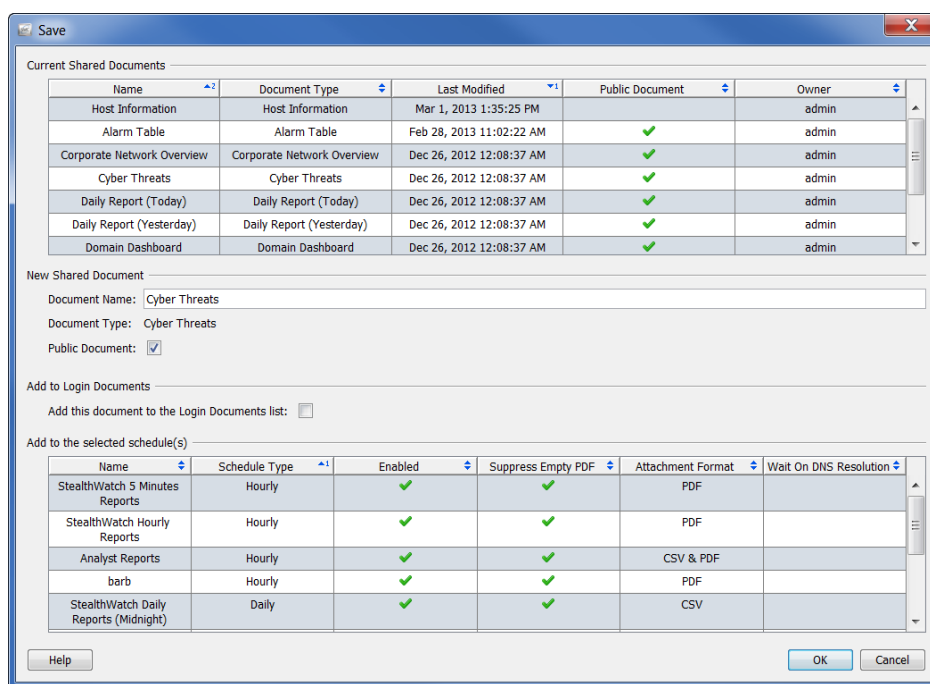 Save
Current Shared Documents
Name 2 Document Type Last Modified 1 Public Document Owner
Host Information Host Information Mar 1, 2013 1:35:25 PM admin
Alarm Table Alarm Table Feb 28, 2013 11:02:22 AM admin
Corporate Network Overview Corporate Network Overview Dec 26, 2012 12:08:37 AM admin
Cyber Threats Cyber Threats Dec 26, 2012 12:08:37 AM admin
Daily Report (Today) Daily Report (Today) Dec 26, 2012 12:08:37 AM admin
Daily Report (Yesterday) Daily Report (Yesterday) Dec 26, 2012 12:08:37 AM admin
Domain Dashboard Domain Dashboard Dec 26, 2012 12:08:37 AM admin
New Shared Document
Document Name: Cyber Threats
Document Type: Cyber Threats
Public Document:
Add to Login Documents
Add this document to the Login Documents list:
Add to the selected schedule(s)
Name Schedule Type 1 Enabled Suppress Empty PDF Attachment Format Wait On DNS Resolution
StealthWatch 5 Minutes
Reports Hourly PDF
StealthWatch Hourly
Reports Hourly PDF
Analyst Reports Hourly CSV & PDF
barb Hourly PDF
StealthWatch Daily
Reports (Midnight) Daily CSV
Help OK Cancel